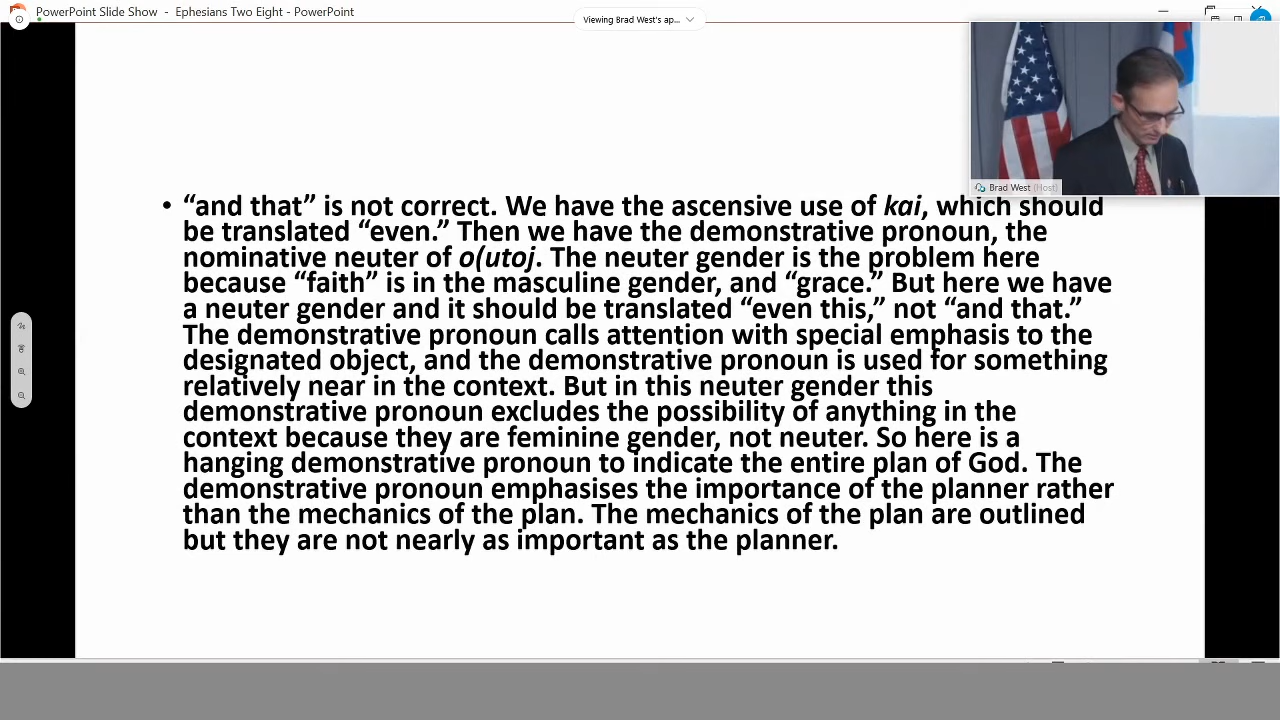 PowerPoint Slide Show - Ephesians Two Eight - PowerPoint
Viewing Brad West's ap...
Brad West (Host)
• “and that” is not correct. We have the ascensive use of kai, which should
be translated “even.” Then we have the demonstrative pronoun, the
nominative neuter of o(utoj. The neuter gender is the problem here
because “faith” is in the masculine gender, and “grace.” But here we have
a neuter gender and it should be translated “even this,” not “and that.”
The demonstrative pronoun calls attention with special emphasis to the
designated object, and the demonstrative pronoun is used for something
relatively near in the context. But in this neuter gender this
demonstrative pronoun excludes the possibility of anything in the
context because they are feminine gender, not neuter. So here is a
hanging demonstrative pronoun to indicate the entire plan of God. The
demonstrative pronoun emphasises the importance of the planner rather
than the mechanics of the plan. The mechanics of the plan are outlined
but they are not nearly as important as the planner.